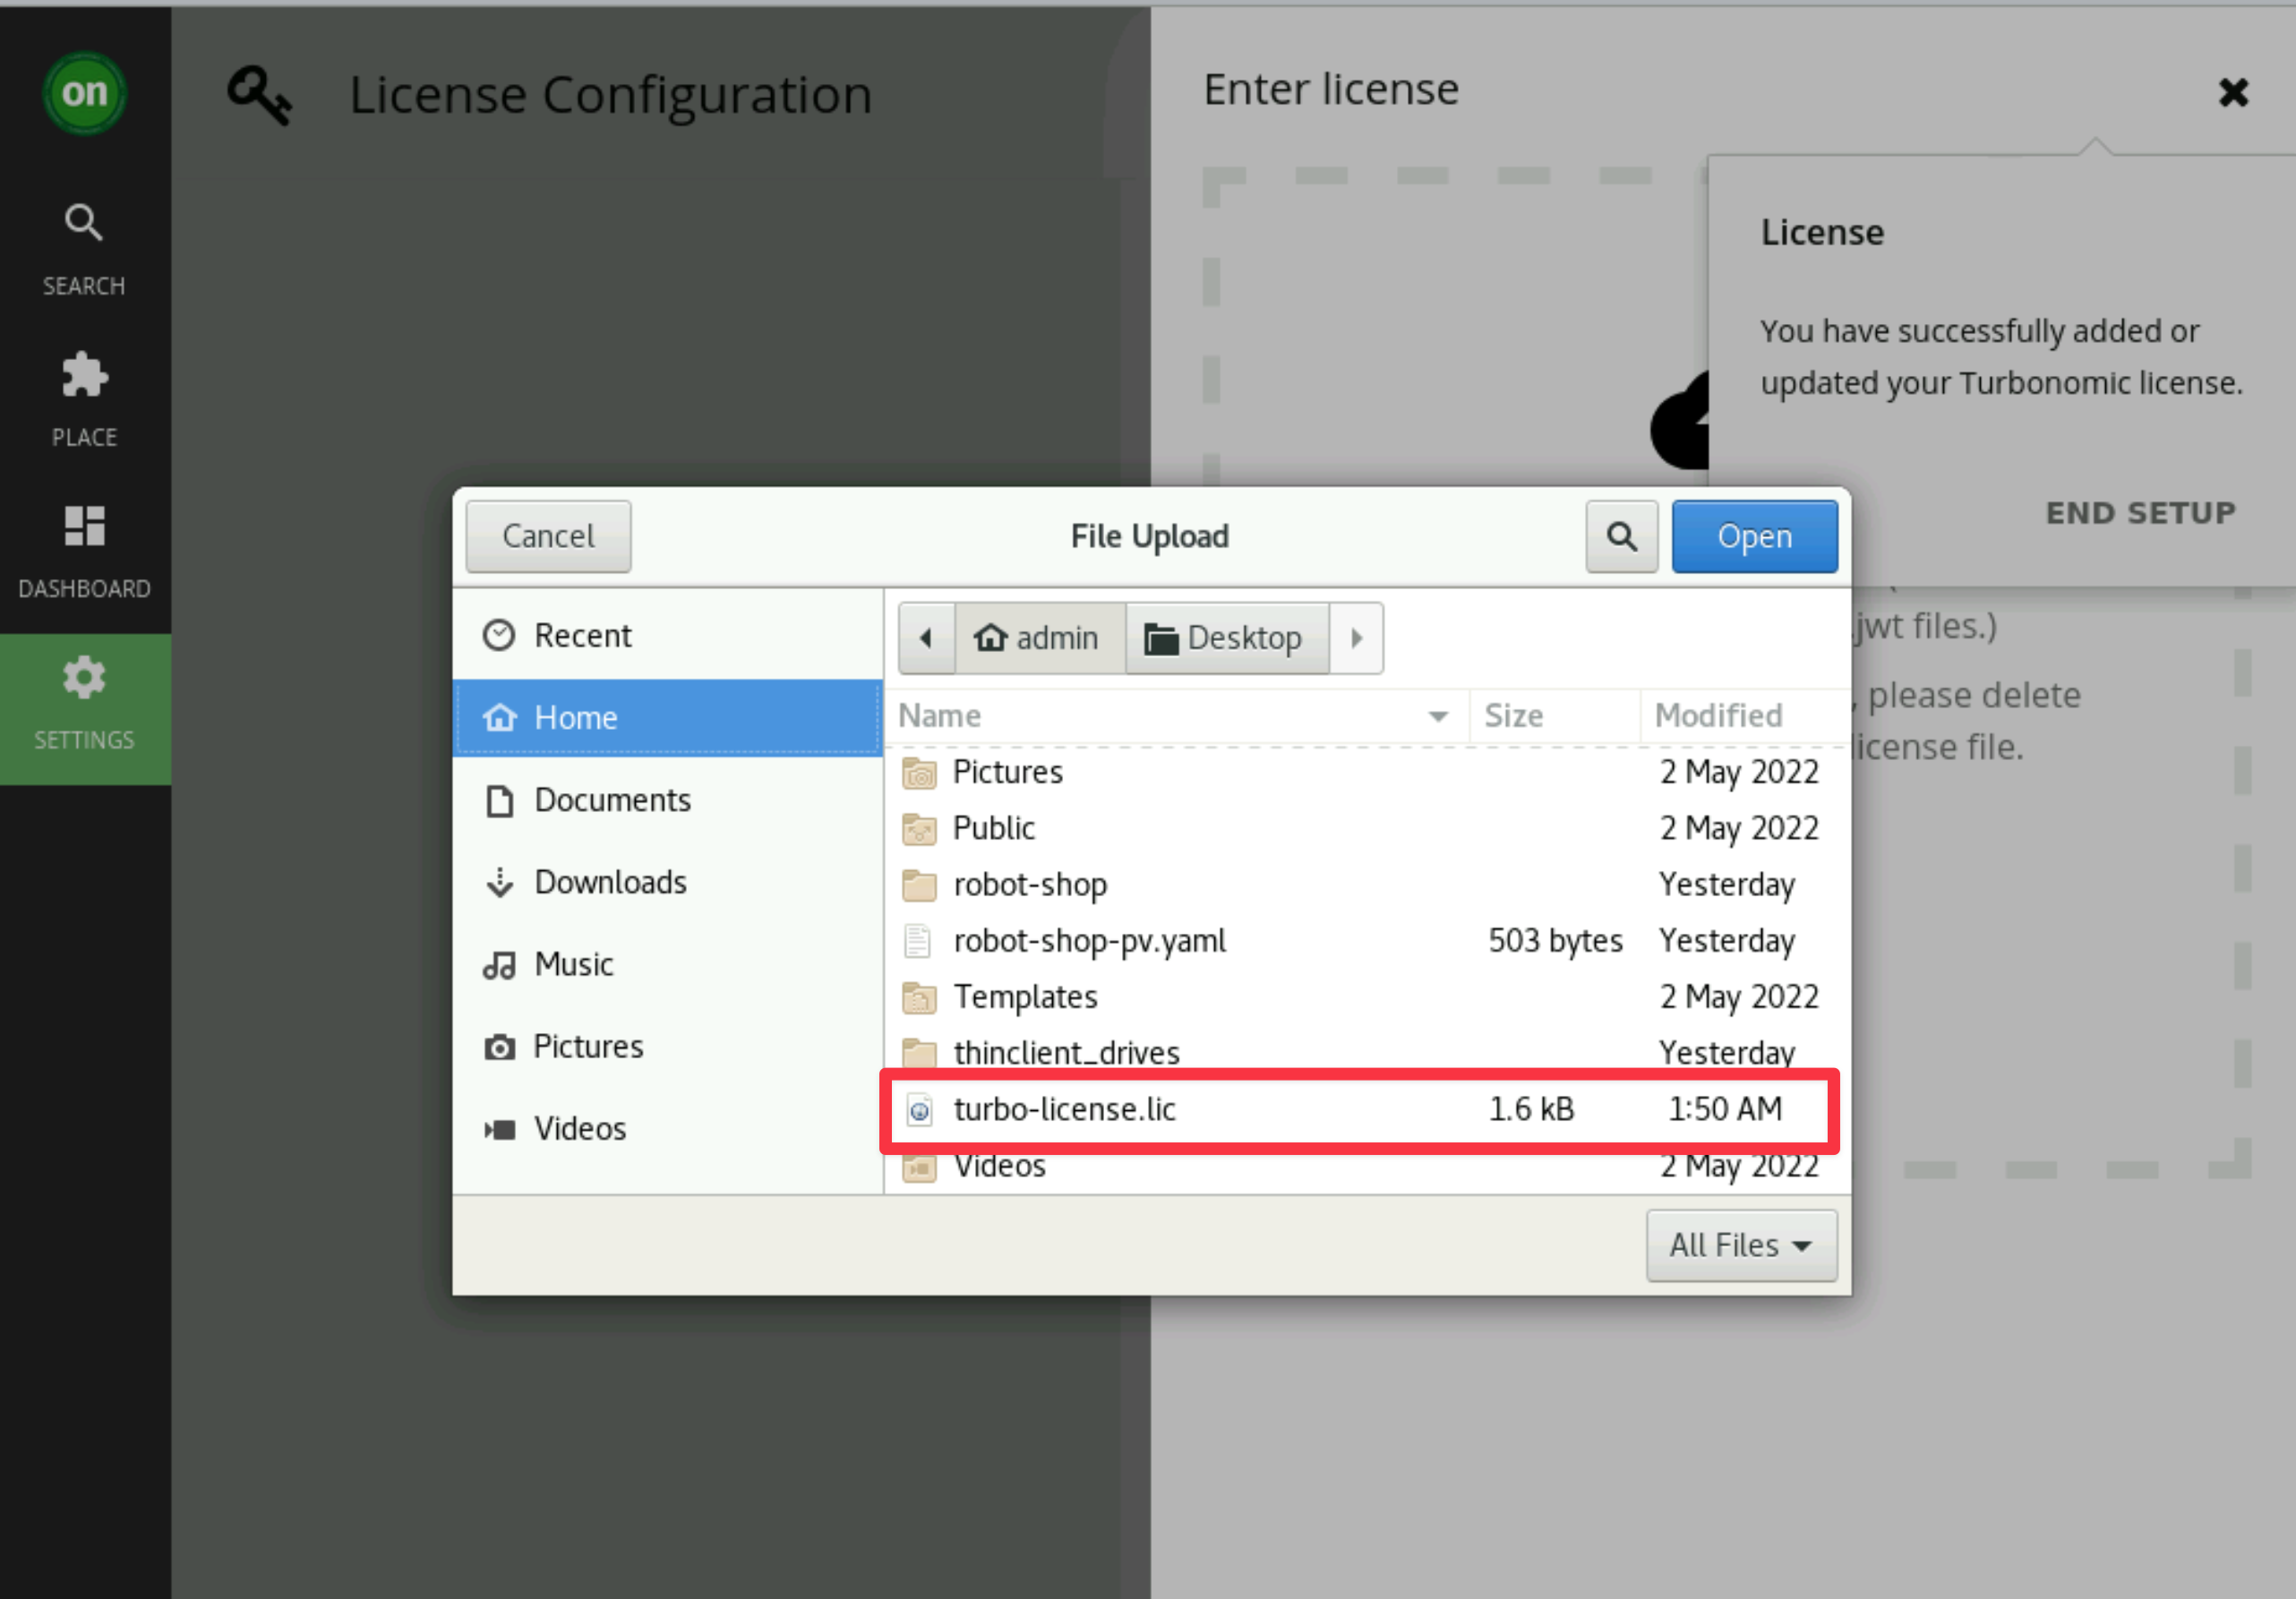 on
SEARCH
PLACE
DASHBOARD
SETTINGS
License Configuration
Enter license
License
You have successfully added or
updated your Turbonomic license.
END SETUP
.jwt files.)
, please delete
license file.
Cancel
File Upload
Open
Recent
Home
Documents
Downloads
Music
Pictures
Videos
admin
Desktop
Name Size Modified
Pictures 2 May 2022
Public 2 May 2022
robot-shop Yesterday
robot-shop-pv.yaml 503 bytes Yesterday
Templates 2 May 2022
thinclient_drives Yesterday
turbo-license.lic 1.6 kB 1:50 AM
Videos 2 May 2022
All Files